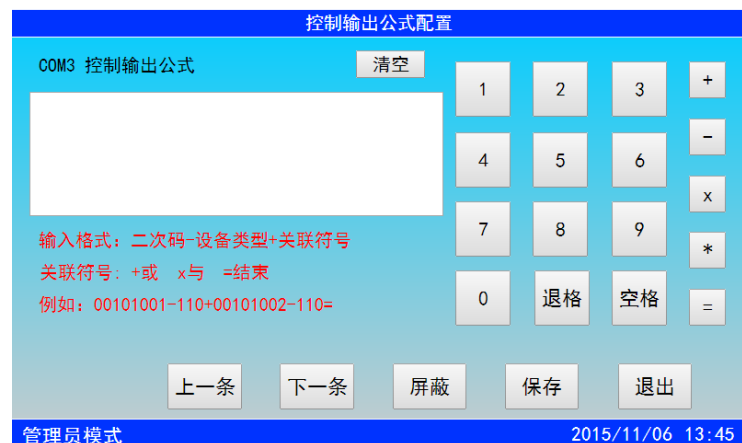 控制输出公式配置
COM3 控制输出公式 清空
1 2 3 +
4 5 6 -
x
7 8 9 *
0 退格 空格 =
输入格式：二次码-设备类型+关联符号
关联符号：+或 x与 =结束
例如：00101001-110+00101002-110=
上一条 下一条 屏蔽 保存 退出
管理员模式 2015/11/06 13:45